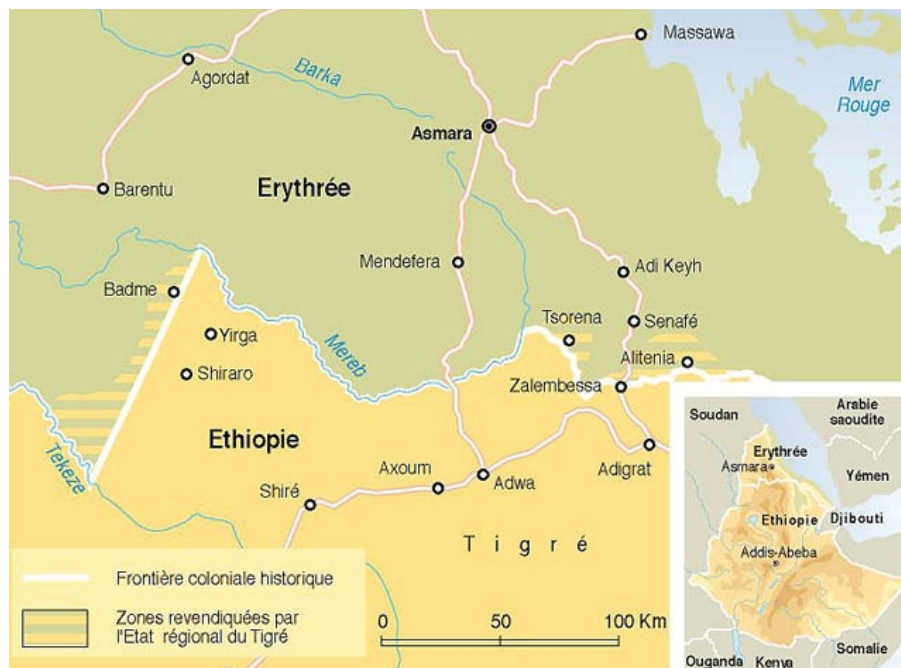 Massawa
Agordat
Barka
Mer
Rouge
Asmara
Barentu
Erythrée
Mendefera
Adi Keyh
Badme
Tsorena
Senafé
Yirga
Mereb
Alitenia
Shiraro
Zalembessa
Ethiopie
Tekeze
Axoum
Adwa
Adigrat
Shiré
Tigré
Frontière coloniale historique
Zones revendiquées par
l'Etat régional du Tigré
0 50 100 Km
Soudan
Arabie
saoudite
Erythrée
Asmara
Yémen
Ethiopie
Djibouti
Addis-Abeba
Ouganda
Kenya
Somalie